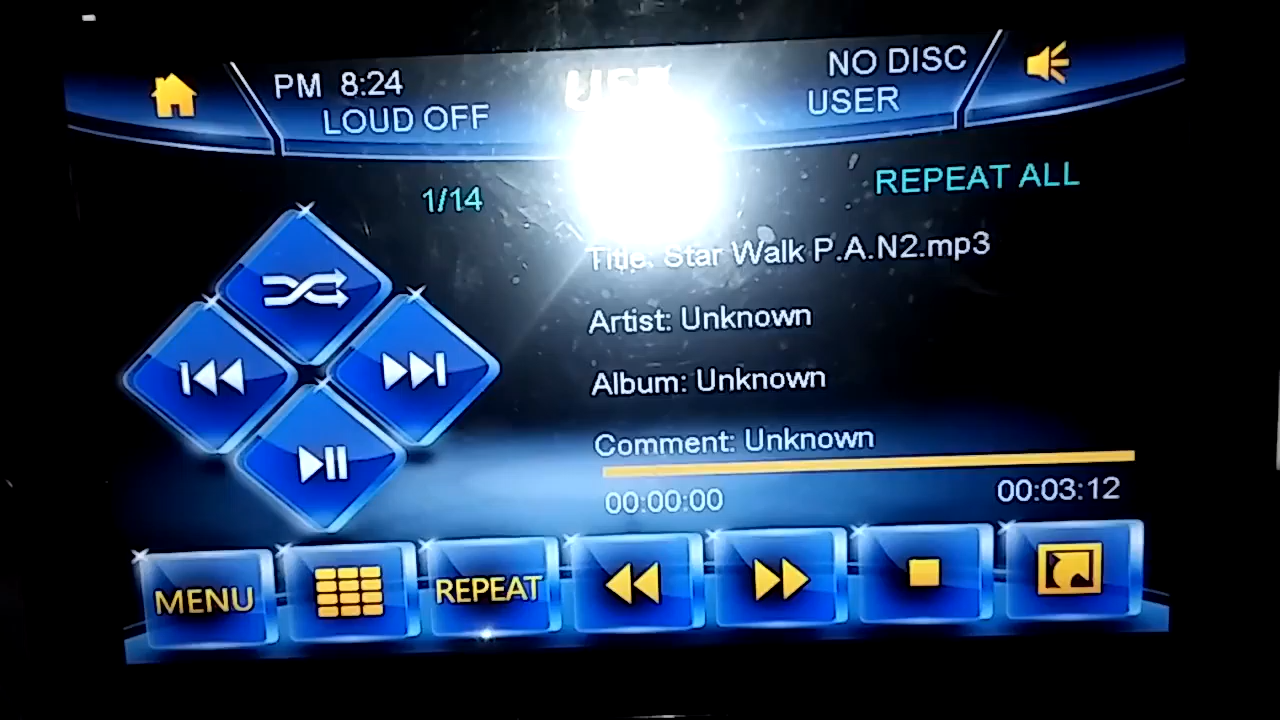 PM 8:24
LOUD OFF
USB
NO DISC
USER
1/14
REPEAT ALL
Title: Star Walk P.A.N2.mp3
Artist: Unknown
Album: Unknown
Comment: Unknown
00:00:00
00:03:12
MENU
REPEAT